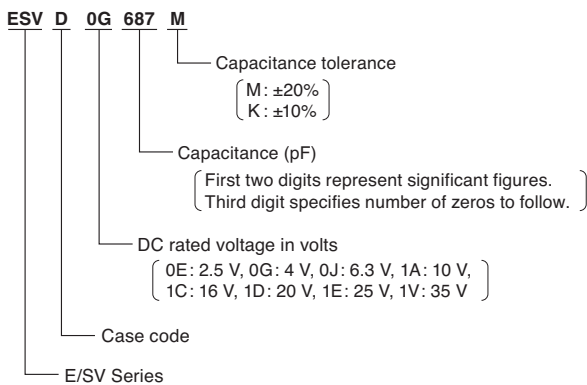 ESV D 0G 687 M
Capacitance tolerance
M: ±20%
K: ±10%
Capacitance (pF)
First two digits represent significant figures.
Third digit specifies number of zeros to follow.
DC rated voltage in volts
0E: 2.5 V, 0G: 4 V, 0J: 6.3 V, 1A: 10 V,
1C: 16 V, 1D: 20 V, 1E: 25 V, 1V: 35 V
Case code
E/SV Series